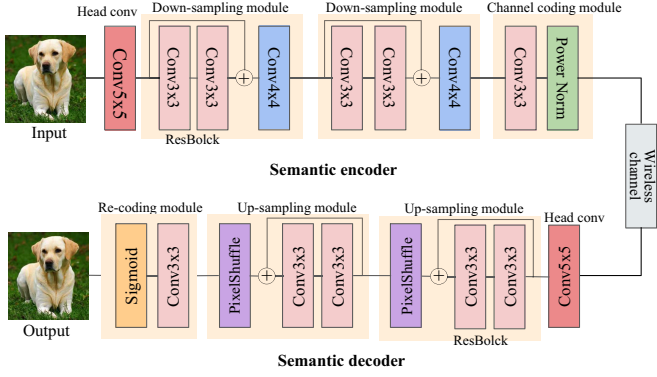 Head conv
Down-sampling module
Down-sampling module
Channel coding module
Conv5x5
Conv3x3
Conv3x3
+
Conv4x4
Conv3x3
Conv3x3
+
Conv4x4
Conv3x3
Power Norm
Input
ResBolck
Semantic encoder
Wireless
channel
Re-coding module
Up-sampling module
Up-sampling module
Head conv
Sigmoid
Conv3x3
PixelShuffle
+
Conv3x3
Conv3x3
PixelShuffle
+
Conv3x3
Conv3x3
Conv5x5
Output
ResBolck
Semantic decoder